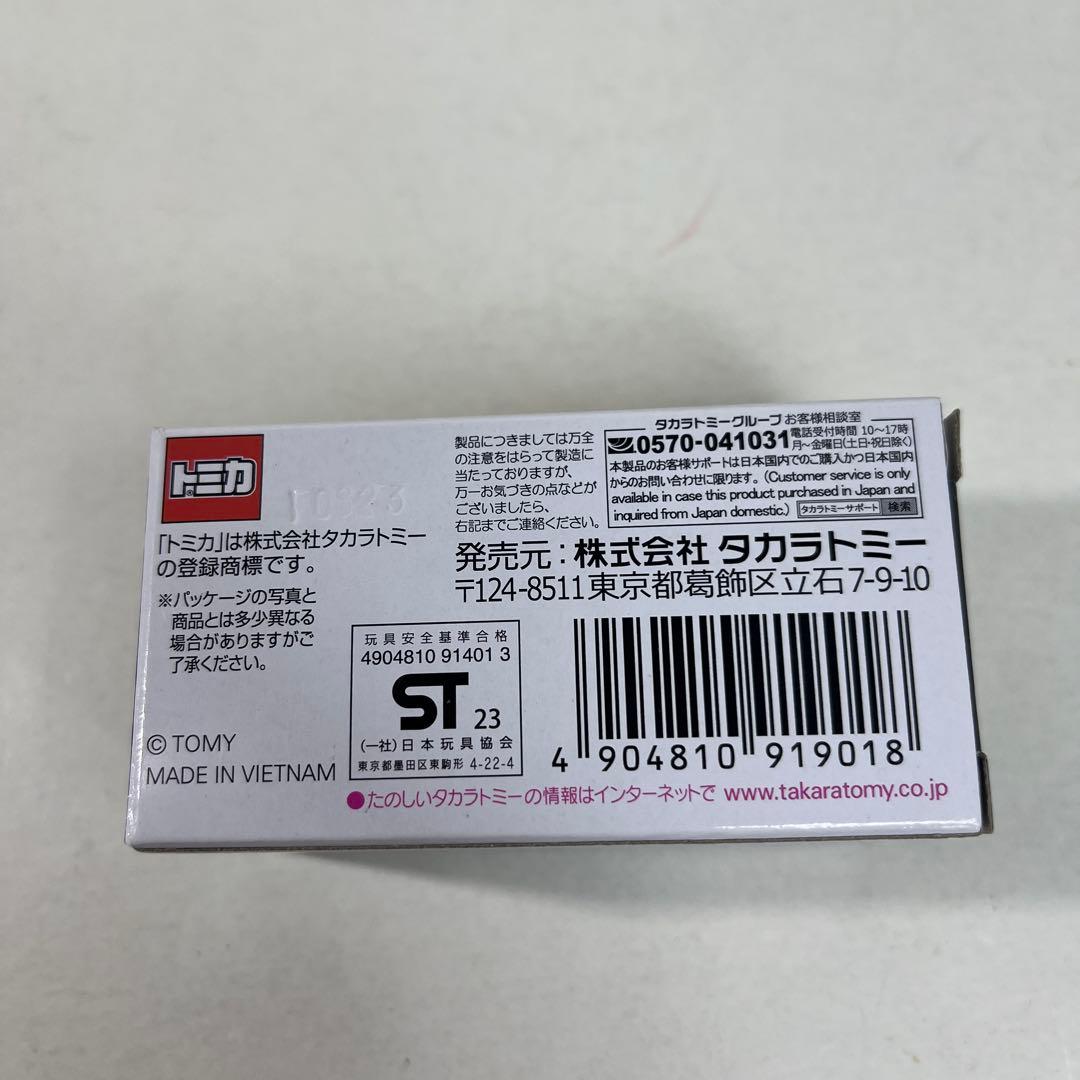 トミカ®
「トミカ」は株式会社タカラトミー
の登録商標です。
※パッケージの写真と
商品とは多少異なる
場合がありますがご
了承ください。
© TOMY
MADE IN VIETNAM
製品につきましては万全
の注意をはらって製造に
当たっておりますが、
万一お気づきの点などが
ございましたら、
右記までご連絡ください。
タカラトミーグループ お客様相談室
0570-041031 電話受付時間 10〜17時
月〜金曜日(土日・祝日除く)
本製品のお客様サポートは日本国内でのご購入かつ日本国内
からのお問い合わせに限ります。(Customer service is only
available in case this product purchased in Japan and
inquired from Japan domestic.) タカラトミーサポート 検索
発売元:株式会社 タカラトミー
〒124-8511 東京都葛飾区立石7-9-10
玩具安全基準合格
4904810 91401 3
ST 23
(一社)日本玩具協会
東京都墨田区東駒形 4-22-4
4 904810 919018
●たのしいタカラトミーの情報はインターネットで www.takaratomy.co.jp